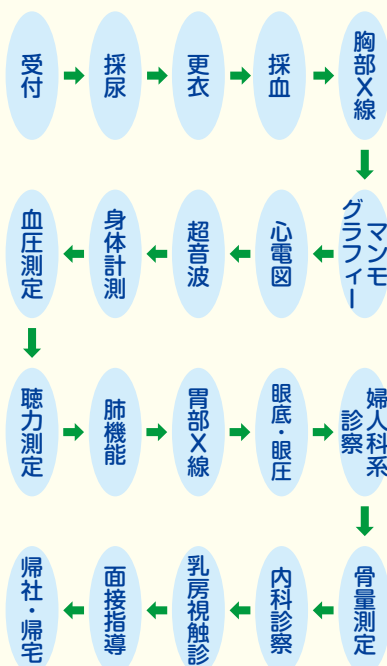 受付
採尿
更衣
採血
胸部X線
マンモ
グラフィー
心電図
超音波
身体計測
血圧測定
聴力測定
肺機能
胃部X線
眼底・眼圧
婦人科系
診察
骨量測定
内科診察
乳房視触診
面接指導
帰社・帰宅